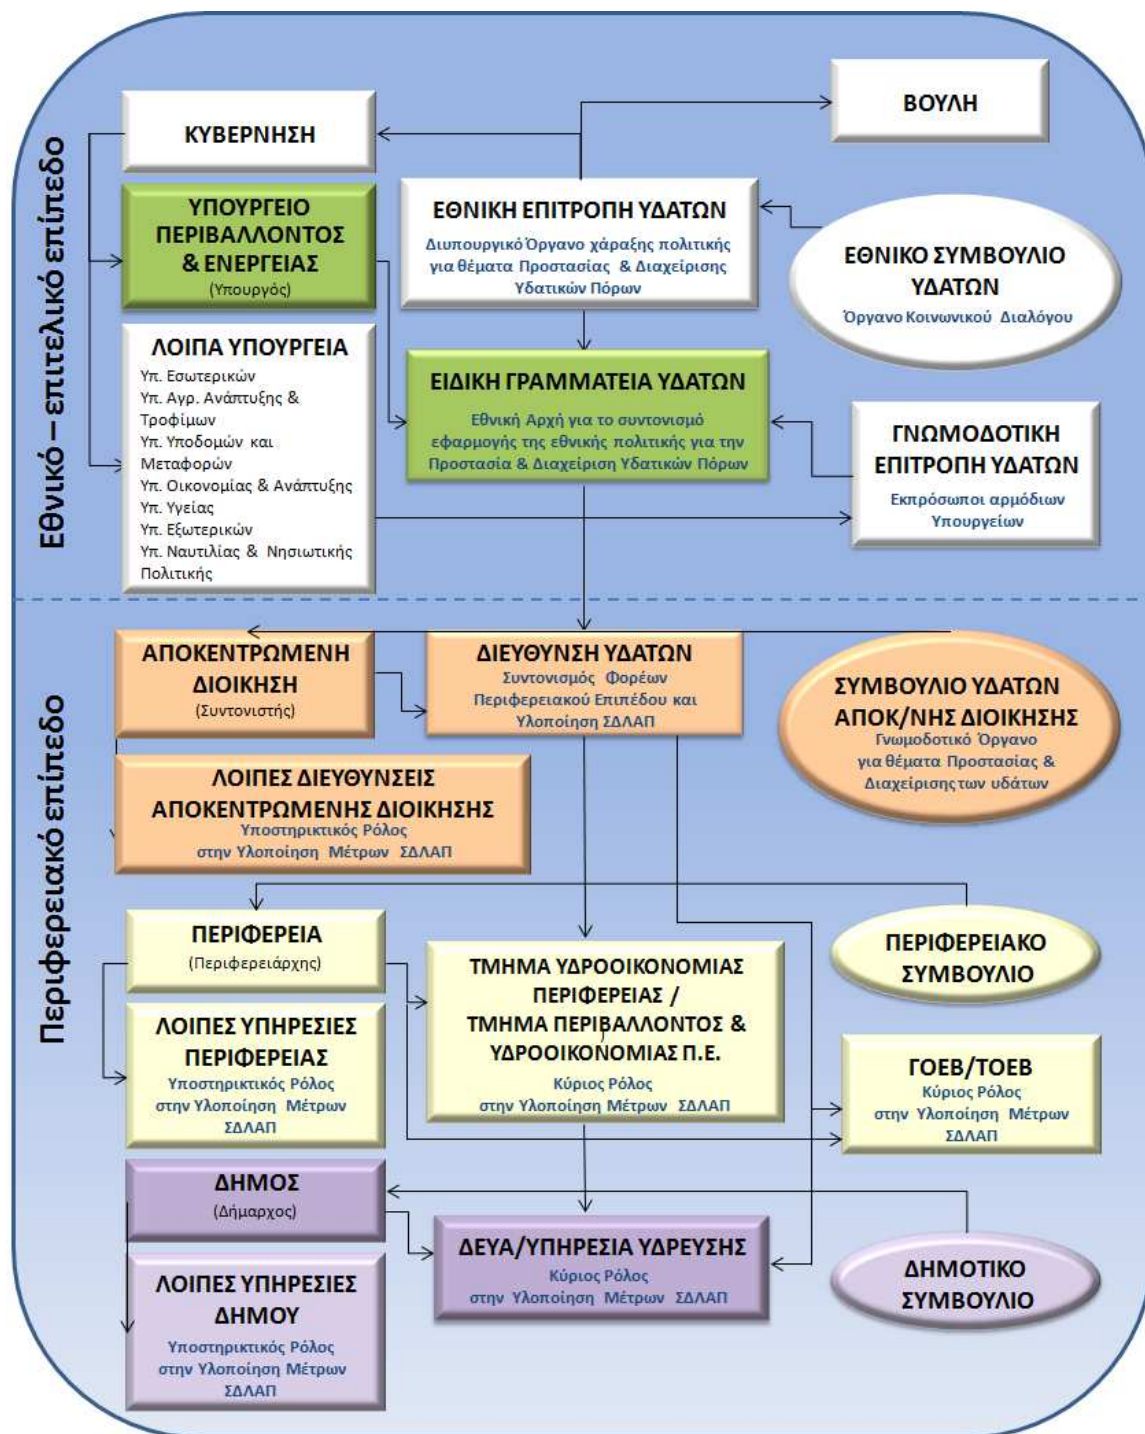 Εθνικό – επιτελικό επίπεδο
ΚΥΒΕΡΝΗΣΗ
ΒΟΥΛΗ
ΥΠΟΥΡΓΕΙΟ
ΠΕΡΙΒΑΛΛΟΝΤΟΣ
& ΕΝΕΡΓΕΙΑΣ
(Υπουργός)
ΕΘΝΙΚΗ ΕΠΙΤΡΟΠΗ ΥΔΑΤΩΝ
Διυπουργικό Όργανο χάραξης πολιτικής
για θέματα Προστασίας & Διαχείρισης
Υδατικών Πόρων
ΕΘΝΙΚΟ ΣΥΜΒΟΥΛΙΟ
ΥΔΑΤΩΝ
Όργανο Κοινωνικού Διαλόγου
ΛΟΙΠΑ ΥΠΟΥΡΓΕΙΑ
Υπ. Εσωτερικών
Υπ. Αγρ. Ανάπτυξης &
Τροφίμων
Υπ. Υποδομών και
Μεταφορών
Υπ. Οικονομίας & Ανάπτυξης
Υπ. Υγείας
Υπ. Εξωτερικών
Υπ. Ναυτιλίας & Νησιωτικής
Πολιτικής
ΕΙΔΙΚΗ ΓΡΑΜΜΑΤΕΙΑ ΥΔΑΤΩΝ
Εθνική Αρχή για το συντονισμό
εφαρμογής της εθνικής πολιτικής για την
Προστασία & Διαχείριση Υδατικών Πόρων
ΓΝΩΜΟΔΟΤΙΚΗ
ΕΠΙΤΡΟΠΗ ΥΔΑΤΩΝ
Εκπρόσωποι αρμόδιων
Υπουργείων
Περιφερειακό επίπεδο
ΑΠΟΚΕΝΤΡΩΜΕΝΗ
ΔΙΟΙΚΗΣΗ
(Συντονιστής)
ΔΙΕΥΘΥΝΣΗ ΥΔΑΤΩΝ
Συντονισμός Φορέων
Περιφερειακού Επιπέδου και
Υλοποίηση ΣΔΛΑΠ
ΣΥΜΒΟΥΛΙΟ ΥΔΑΤΩΝ
ΑΠΟΚ/ΝΗΣ ΔΙΟΙΚΗΣΗΣ
Γνωμοδοτικό Όργανο
για θέματα Προστασίας &
Διαχείρισης των υδάτων
ΛΟΙΠΕΣ ΔΙΕΥΘΥΝΣΕΙΣ
ΑΠΟΚΕΝΤΡΩΜΕΝΗΣ ΔΙΟΙΚΗΣΗΣ
Υποστηρικτικός Ρόλος
στην Υλοποίηση Μέτρων ΣΔΛΑΠ
ΠΕΡΙΦΕΡΕΙΑ
(Περιφερειάρχης)
ΤΜΗΜΑ ΥΔΡΟΟΙΚΟΝΟΜΙΑΣ
ΠΕΡΙΦΕΡΕΙΑΣ /
ΤΜΗΜΑ ΠΕΡΙΒΑΛΛΟΝΤΟΣ &
ΥΔΡΟΟΙΚΟΝΟΜΙΑΣ Π.Ε.
)
Κύριος Ρόλος
στην Υλοποίηση Μέτρων ΣΔΛΑΠ
ΠΕΡΙΦΕΡΕΙΑΚΟ
ΣΥΜΒΟΥΛΙΟ
ΛΟΙΠΕΣ ΥΠΗΡΕΣΙΕΣ
ΠΕΡΙΦΕΡΕΙΑΣ
Υποστηρικτικός Ρόλος
στην Υλοποίηση Μέτρων
ΣΔΛΑΠ
ΓΟΕΒ/ΤΟΕΒ
Κύριος Ρόλος
στην Υλοποίηση Μέτρων
ΣΔΛΑΠ
ΔΗΜΟΣ
(Δήμαρχος)
ΔΕΥΑ/ΥΠΗΡΕΣΙΑ ΥΔΡΕΥΣΗΣ
Κύριος Ρόλος
στην Υλοποίηση Μέτρων ΣΔΛΑΠ
ΔΗΜΟΤΙΚΟ
ΣΥΜΒΟΥΛΙΟ
ΛΟΙΠΕΣ ΥΠΗΡΕΣΙΕΣ
ΔΗΜΟΥ
Υποστηρικτικός Ρόλος
στην Υλοποίηση Μέτρων
ΣΔΛΑΠ